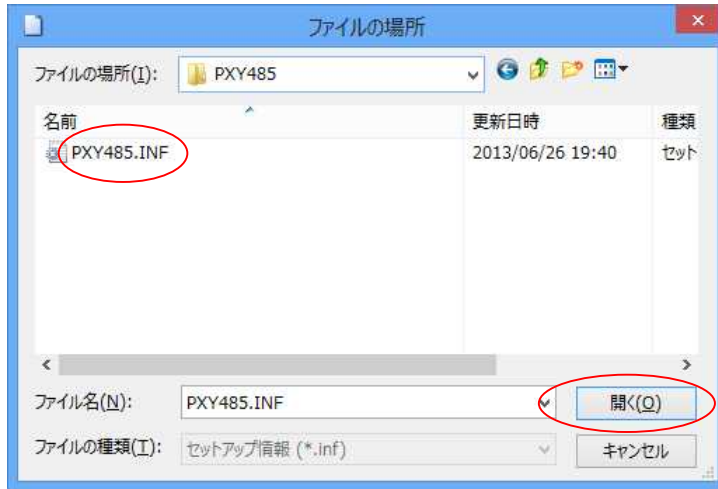 ファイルの場所
ファイルの場所(I): PXY485
名前 更新日時 種類
PXY485.INF 2013/06/26 19:40 セット
ファイル名(N): PXY485.INF 開く(O)
ファイルの種類(T): セットアップ情報 (*.inf) キャンセル